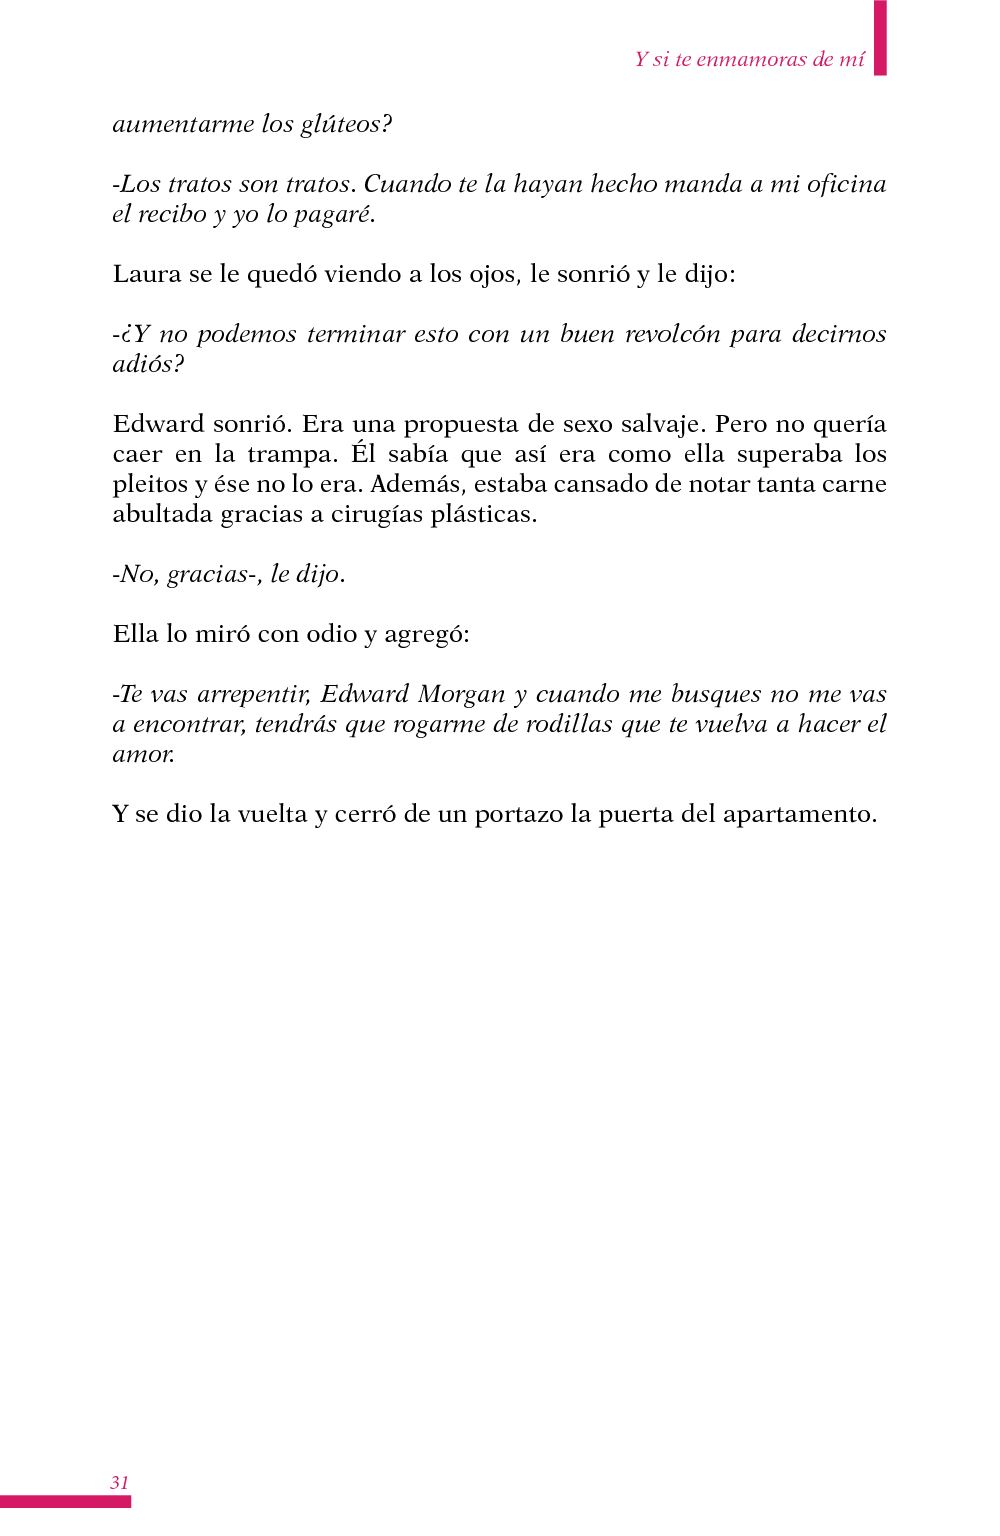 Y si te enmamoras de mí
aumentarme los glúteos?
-Los tratos son tratos. Cuando te la hayan hecho manda a mi oficina
el recibo y yo lo pagaré.
Laura se le quedó viendo a los ojos, le sonrió y le dijo:
-¿Y no podemos terminar esto con un buen revolcón para decirnos
adiós?
Edward sonrió. Era una propuesta de sexo salvaje. Pero no quería
caer en la trampa. Él sabía que así era como ella superaba los
pleitos y ése no lo era. Además, estaba cansado de notar tanta carne
abultada gracias a cirugías plásticas.
-No, gracias-, le dijo.
Ella lo miró con odio y agregó:
-Te vas arrepentir, Edward Morgan y cuando me busques no me vas
a encontrar, tendrás que rogarme de rodillas que te vuelva a hacer el
amor.
Y se dio la vuelta y cerró de un portazo la puerta del apartamento.
31